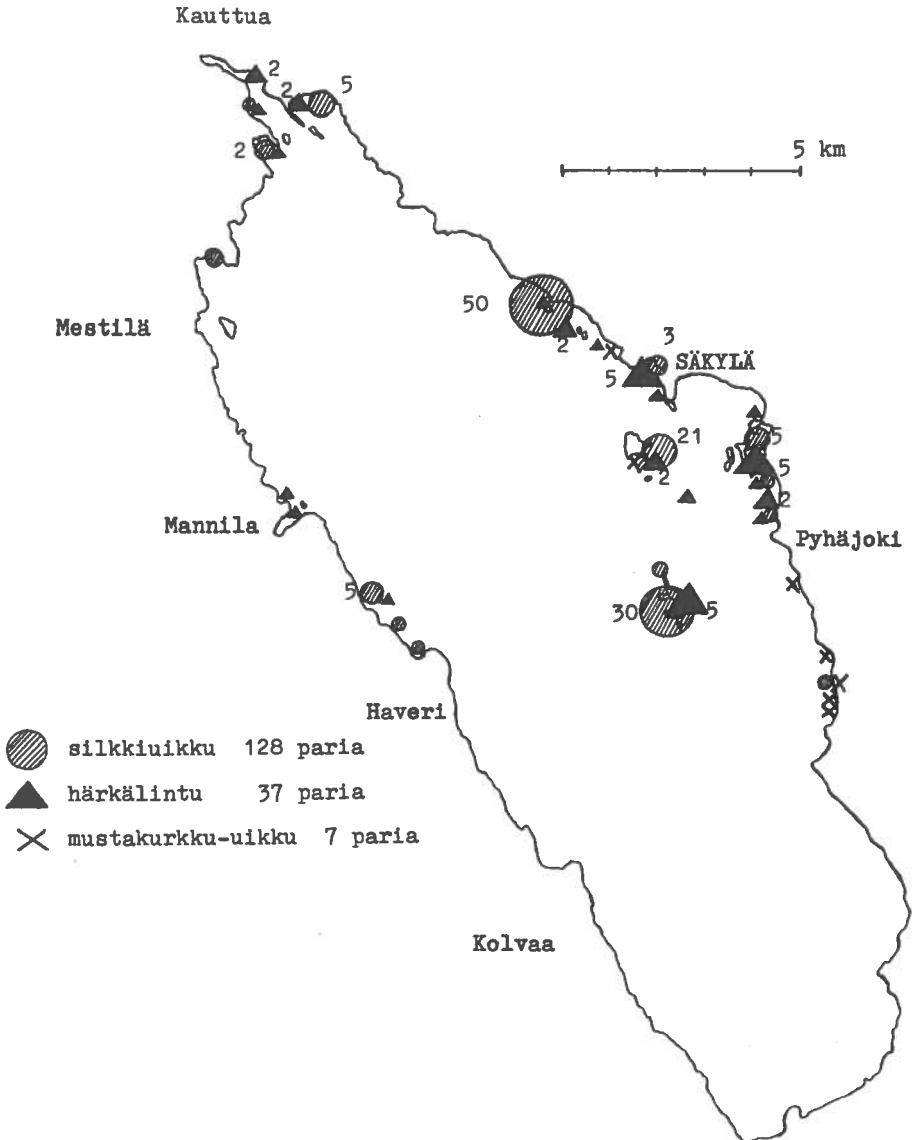 Kauttua
2
2
5
2
5 km
50
2
3
SÄKYLÄ
5
Mestilä
21
2
5
5
2
Mannila
Pyhäjoki
5
30
5
Haveri
silkkiuikku 128 paria
härkälintu 37 paria
mustakurkku-uikku 7 paria
Kolvaa